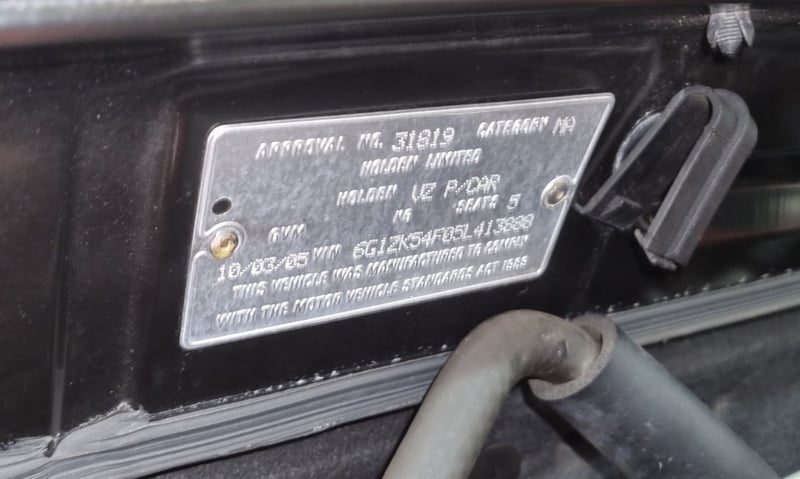 APPROVAL NO. 31819 CATEGORY MA
HOLDEN LIMITED
HOLDEN VZ P/CAR
GVM KG SEATS 5
10/03/05 VIN 6G1ZK54F05L413888
THIS VEHICLE WAS MANUFACTURED TO COMPLY
WITH THE MOTOR VEHICLE STANDARDS ACT 1989